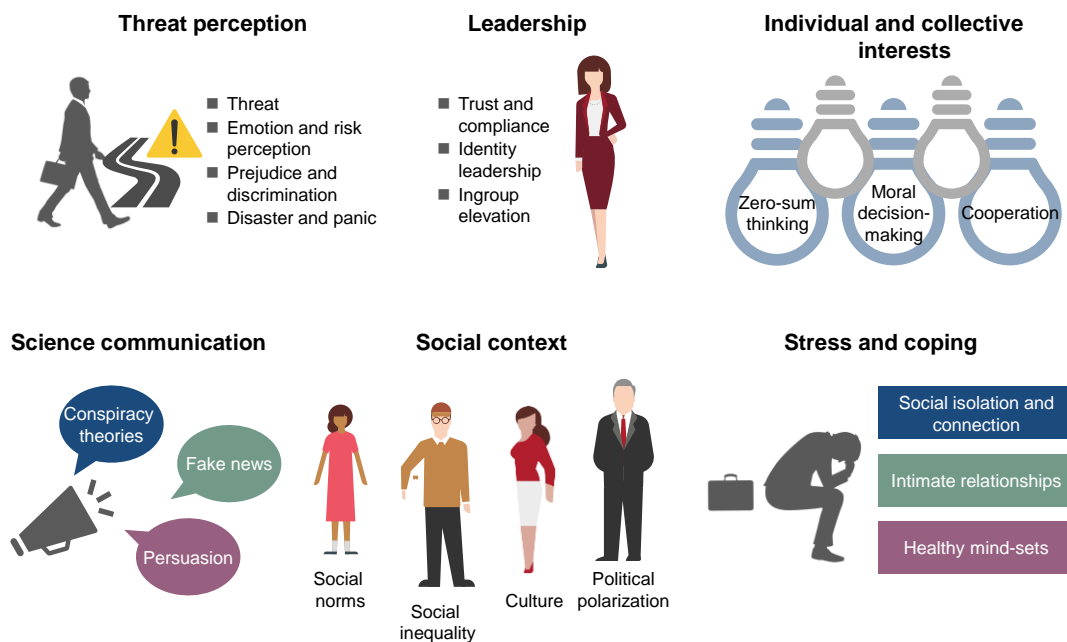 Threat perception
Threat
Emotion and risk
perception
Prejudice and
discrimination
Disaster and panic
Leadership
Trust and
compliance
Identity
leadership
Ingroup
elevation
Individual and collective
interests
Zero-sum
thinking
Moral
decision-
making
Cooperation
Science communication
Conspiracy
theories
Fake news
Persuasion
Social context
Social
norms
Social
inequality
Culture
Political
polarization
Stress and coping
Social isolation and
connection
Intimate relationships
Healthy mind-sets